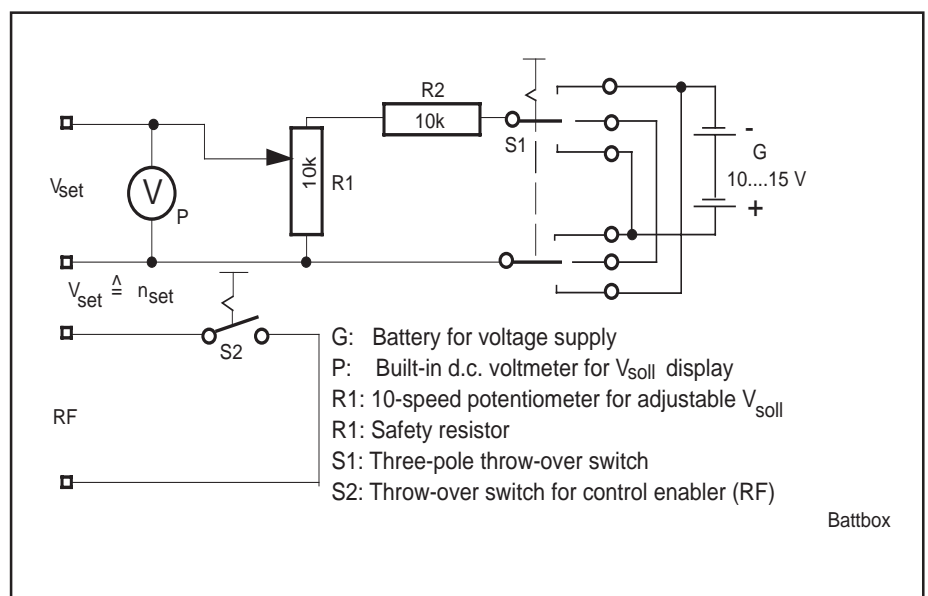 R2
10k
S1
-
G
10....15 V
+
V
P
10k
R1
Vset
Vset ≙ nset
S2
RF
G: Battery for voltage supply
P: Built-in d.c. voltmeter for Vsoll display
R1: 10-speed potentiometer for adjustable Vsoll
R1: Safety resistor
S1: Three-pole throw-over switch
S2: Throw-over switch for control enabler (RF)
Battbox